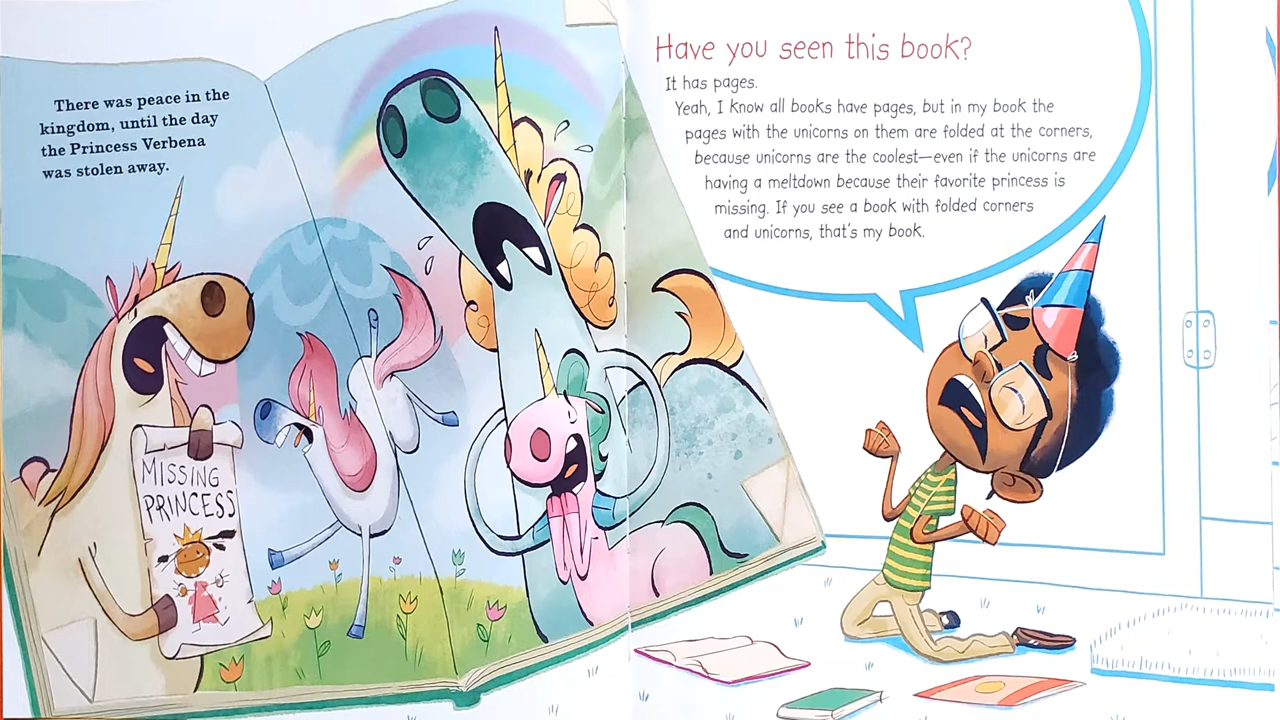 There was peace in the
kingdom, until the day
the Princess Verbena
was stolen away.
MISSING
PRINCESS
Have you seen this book?
It has pages.
Yeah, I know all books have pages, but in my book the
pages with the unicorns on them are folded at the corners,
because unicorns are the coolest—even if the unicorns are
having a meltdown because their favorite princess is
missing. If you see a book with folded corners
and unicorns, that's my book.